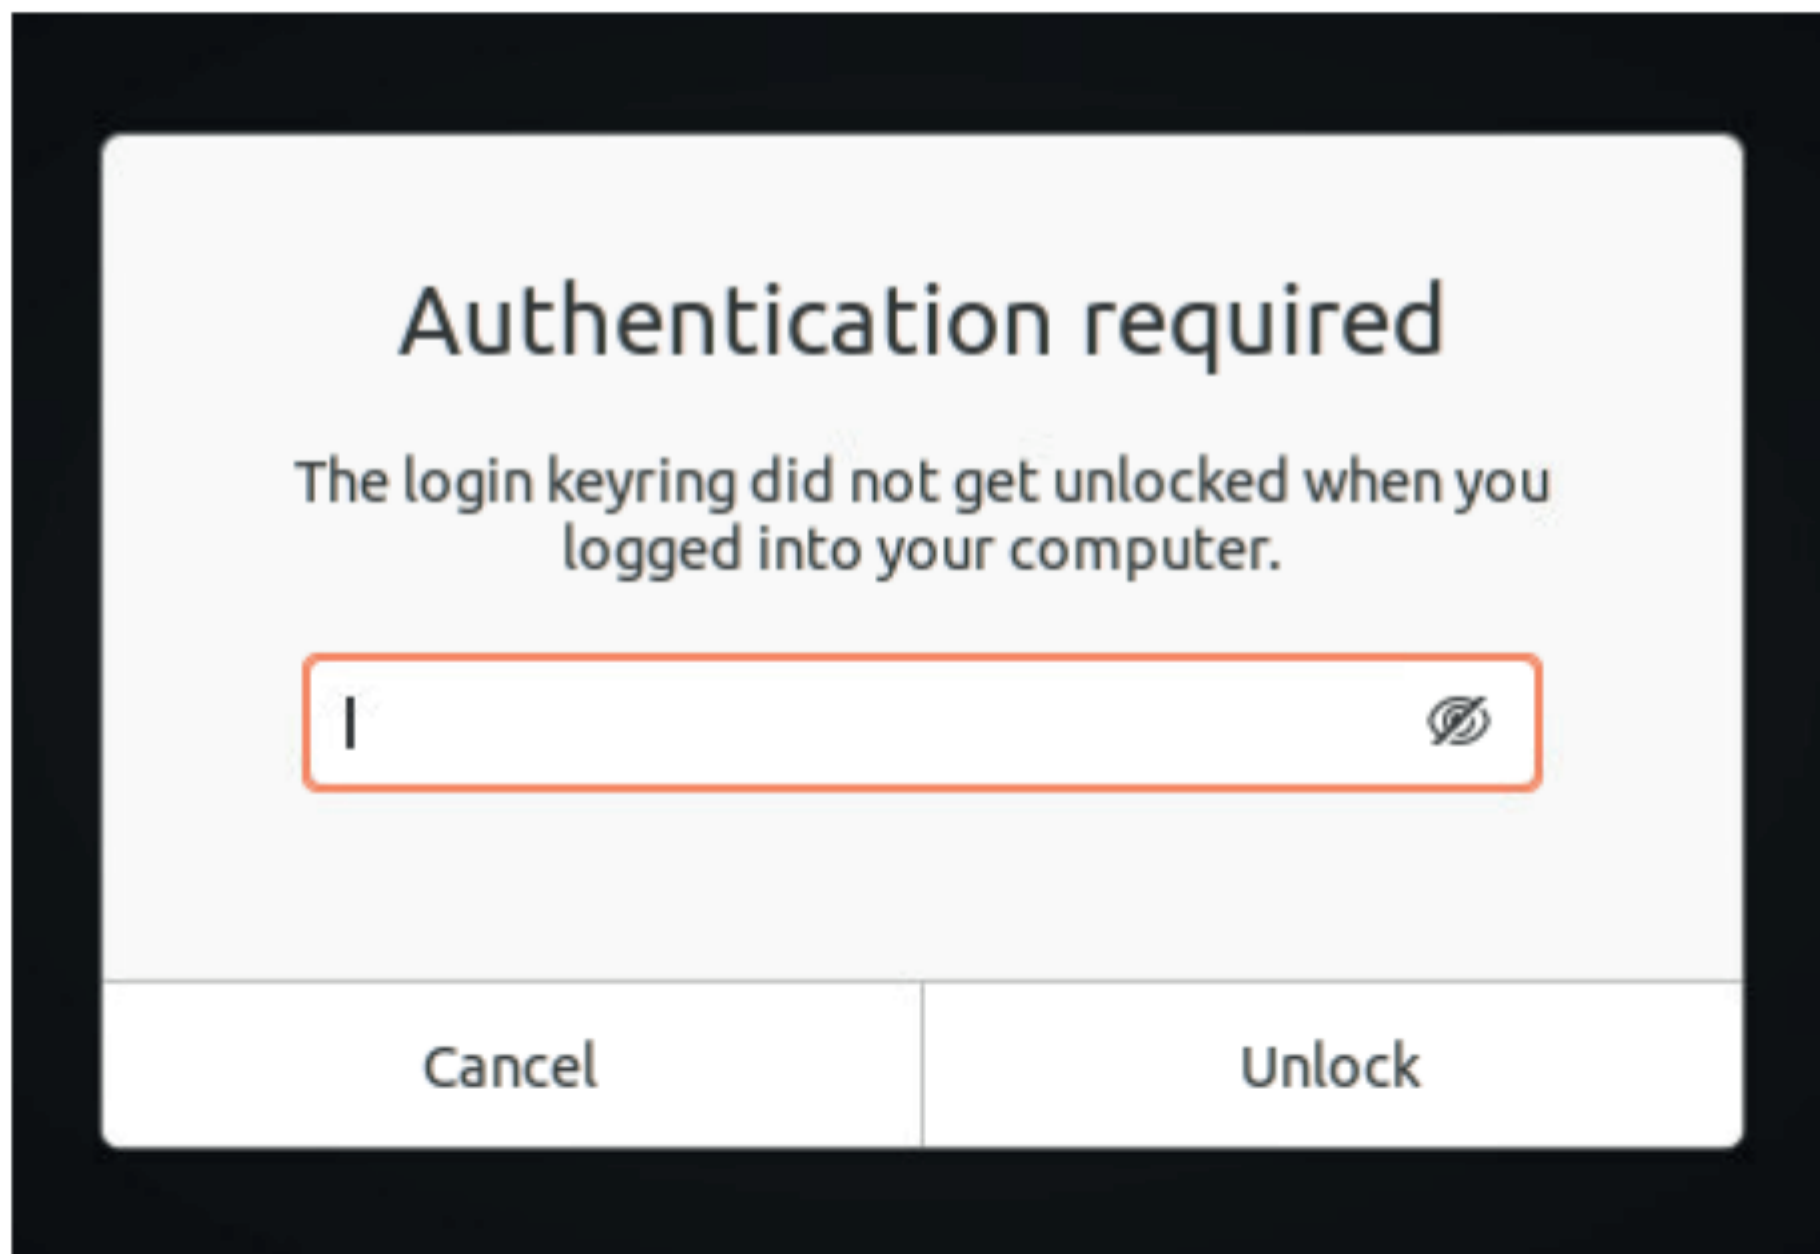 Authentication required
The login keyring did not get unlocked when you
logged into your computer.
Cancel
Unlock